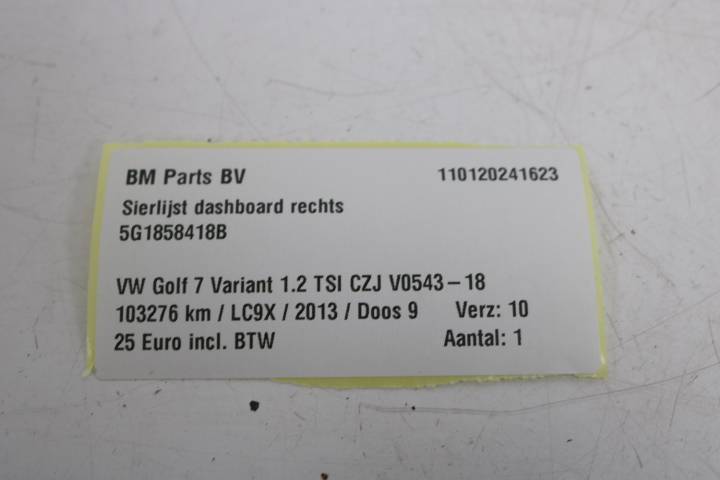 BM Parts BV 110120241623
Sierlijst dashboard rechts
5G1858418B
VW Golf 7 Variant 1.2 TSI CZJ V0543-18
103276 km / LC9X / 2013 / Doos 9 Verz: 10
25 Euro incl. BTW Aantal: 1